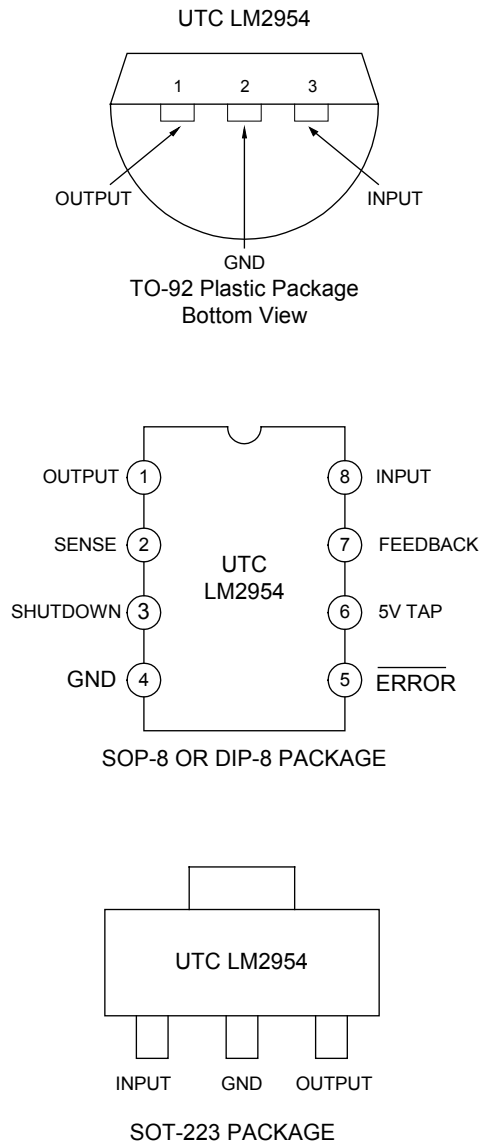 UTC LM2954
1 2 3
OUTPUT INPUT
GND
TO-92 Plastic Package
Bottom View
OUTPUT 1 8 INPUT
SENSE 2 7 FEEDBACK
UTC
LM2954
SHUTDOWN 3 6 5V TAP
GND 4 5 ERROR
SOP-8 OR DIP-8 PACKAGE
UTC LM2954
INPUT GND OUTPUT
SOT-223 PACKAGE